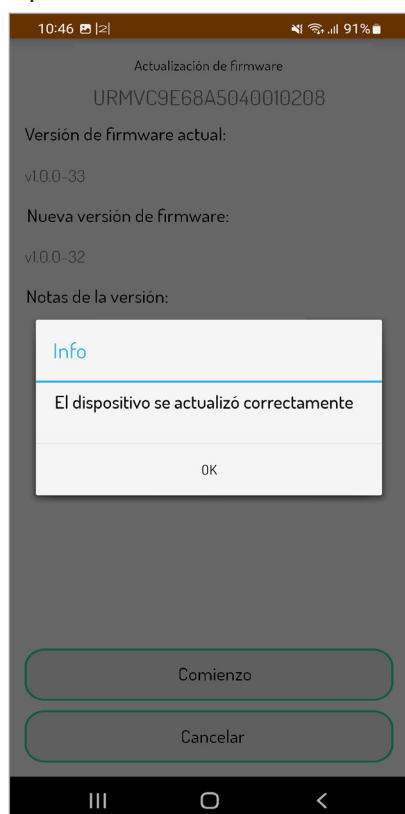 10:46 |2| 91%
Actualización de firmware
URMVC9E68A5040010208
Versión de firmware actual:
v1.0.0-33
Nueva versión de firmware:
v1.0.0-32
Notas de la versión:
Info
El dispositivo se actualizó correctamente
OK
Comienzo
Cancelar